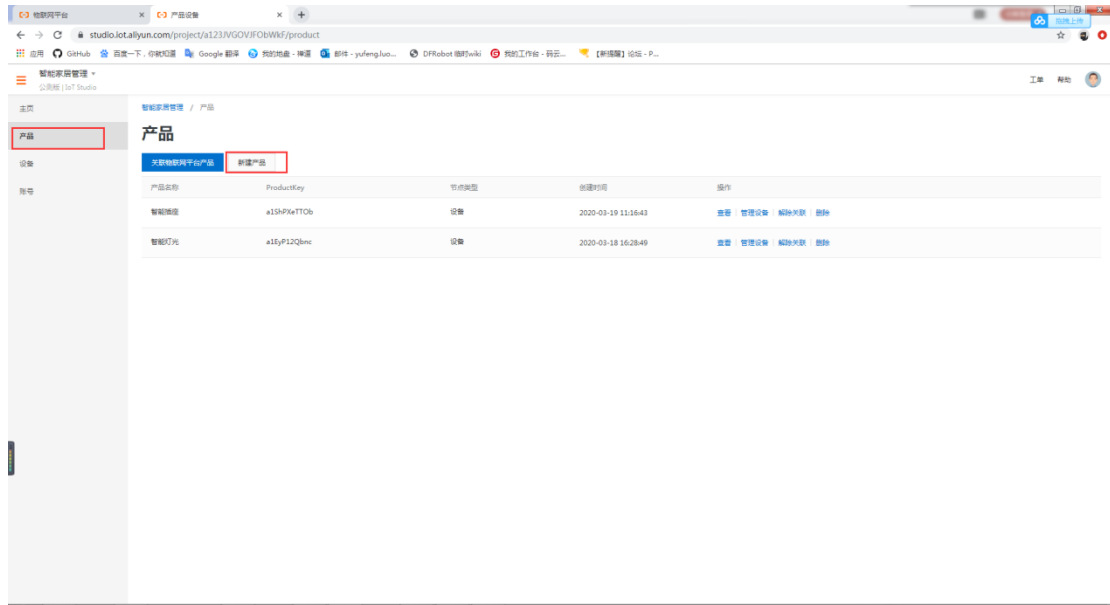 物联网平台 产品设备
拖拽上传
studio.iot.aliyun.com/project/a123JVGOVJFObWkF/product
应用 GitHub 百度一下,你就知道 Google 翻译 我的地盘 - 禅道 邮件 - yufeng.luo... DFRobot 临时wiki 我的工作台 - 码云... 【新提醒】论坛 - P...
智能家居管理
公测版 | IoT Studio
工单 帮助
主页
产品
设备
账号
智能家居管理 / 产品
产品
关联物联网平台产品 新建产品
产品名称 ProductKey 节点类型 创建时间 操作
智能插座 a1ShPXeTTOb 设备 2020-03-19 11:16:43 查看 管理设备 解除关联 删除
智能灯光 a1EyP12Qbnc 设备 2020-03-18 16:28:49 查看 管理设备 解除关联 删除